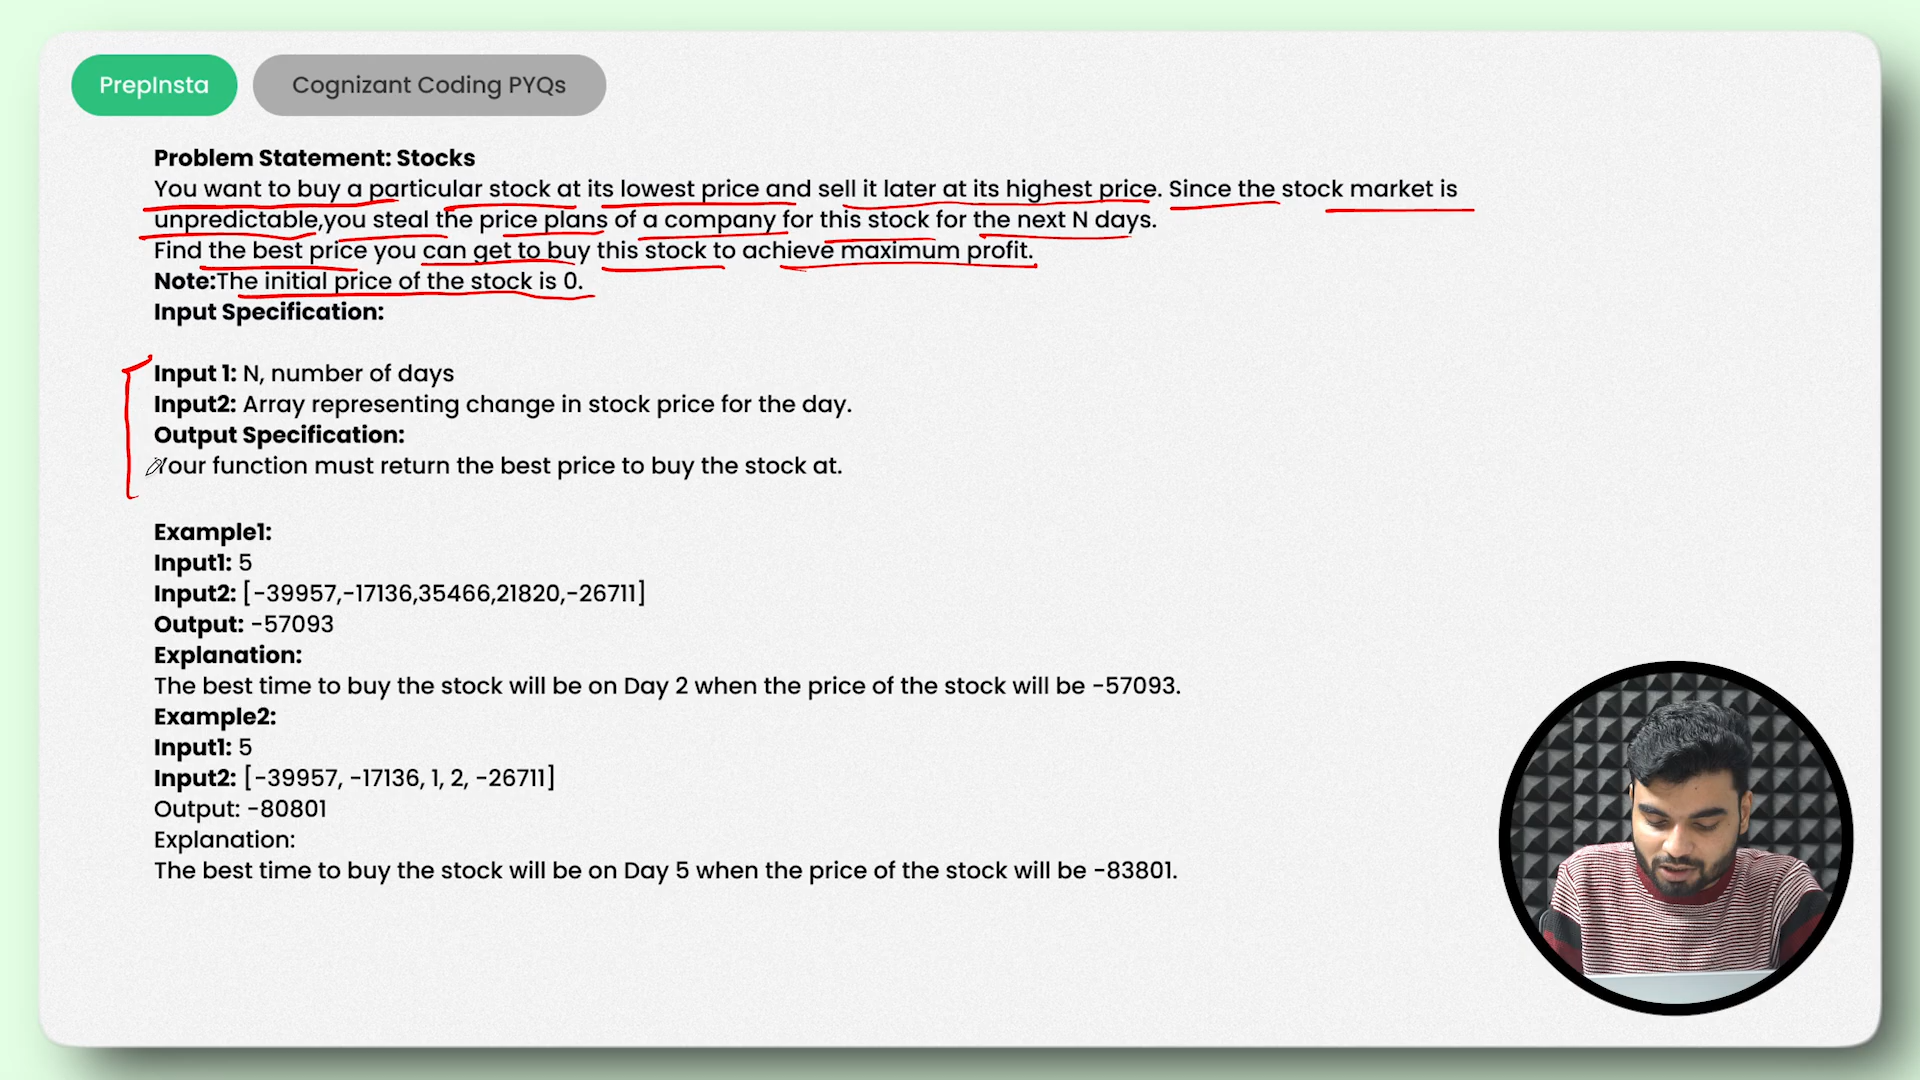 PrepInsta
Cognizant Coding PYQs
Problem Statement: Stocks
You want to buy a particular stock at its lowest price and sell it later at its highest price. Since the stock market is
unpredictable,you steal the price plans of a company for this stock for the next N days.
Find the best price you can get to buy this stock to achieve maximum profit.
Note:The initial price of the stock is 0.
Input Specification:
Input 1: N, number of days
Input2: Array representing change in stock price for the day.
Output Specification:
Your function must return the best price to buy the stock at.
Example1:
Input1: 5
Input2: [-39957,-17136,35466,21820,-26711]
Output: -57093
Explanation:
The best time to buy the stock will be on Day 2 when the price of the stock will be -57093.
Example2:
Input1: 5
Input2: [-39957, -17136, 1, 2, -26711]
Output: -80801
Explanation:
The best time to buy the stock will be on Day 5 when the price of the stock will be -83801.